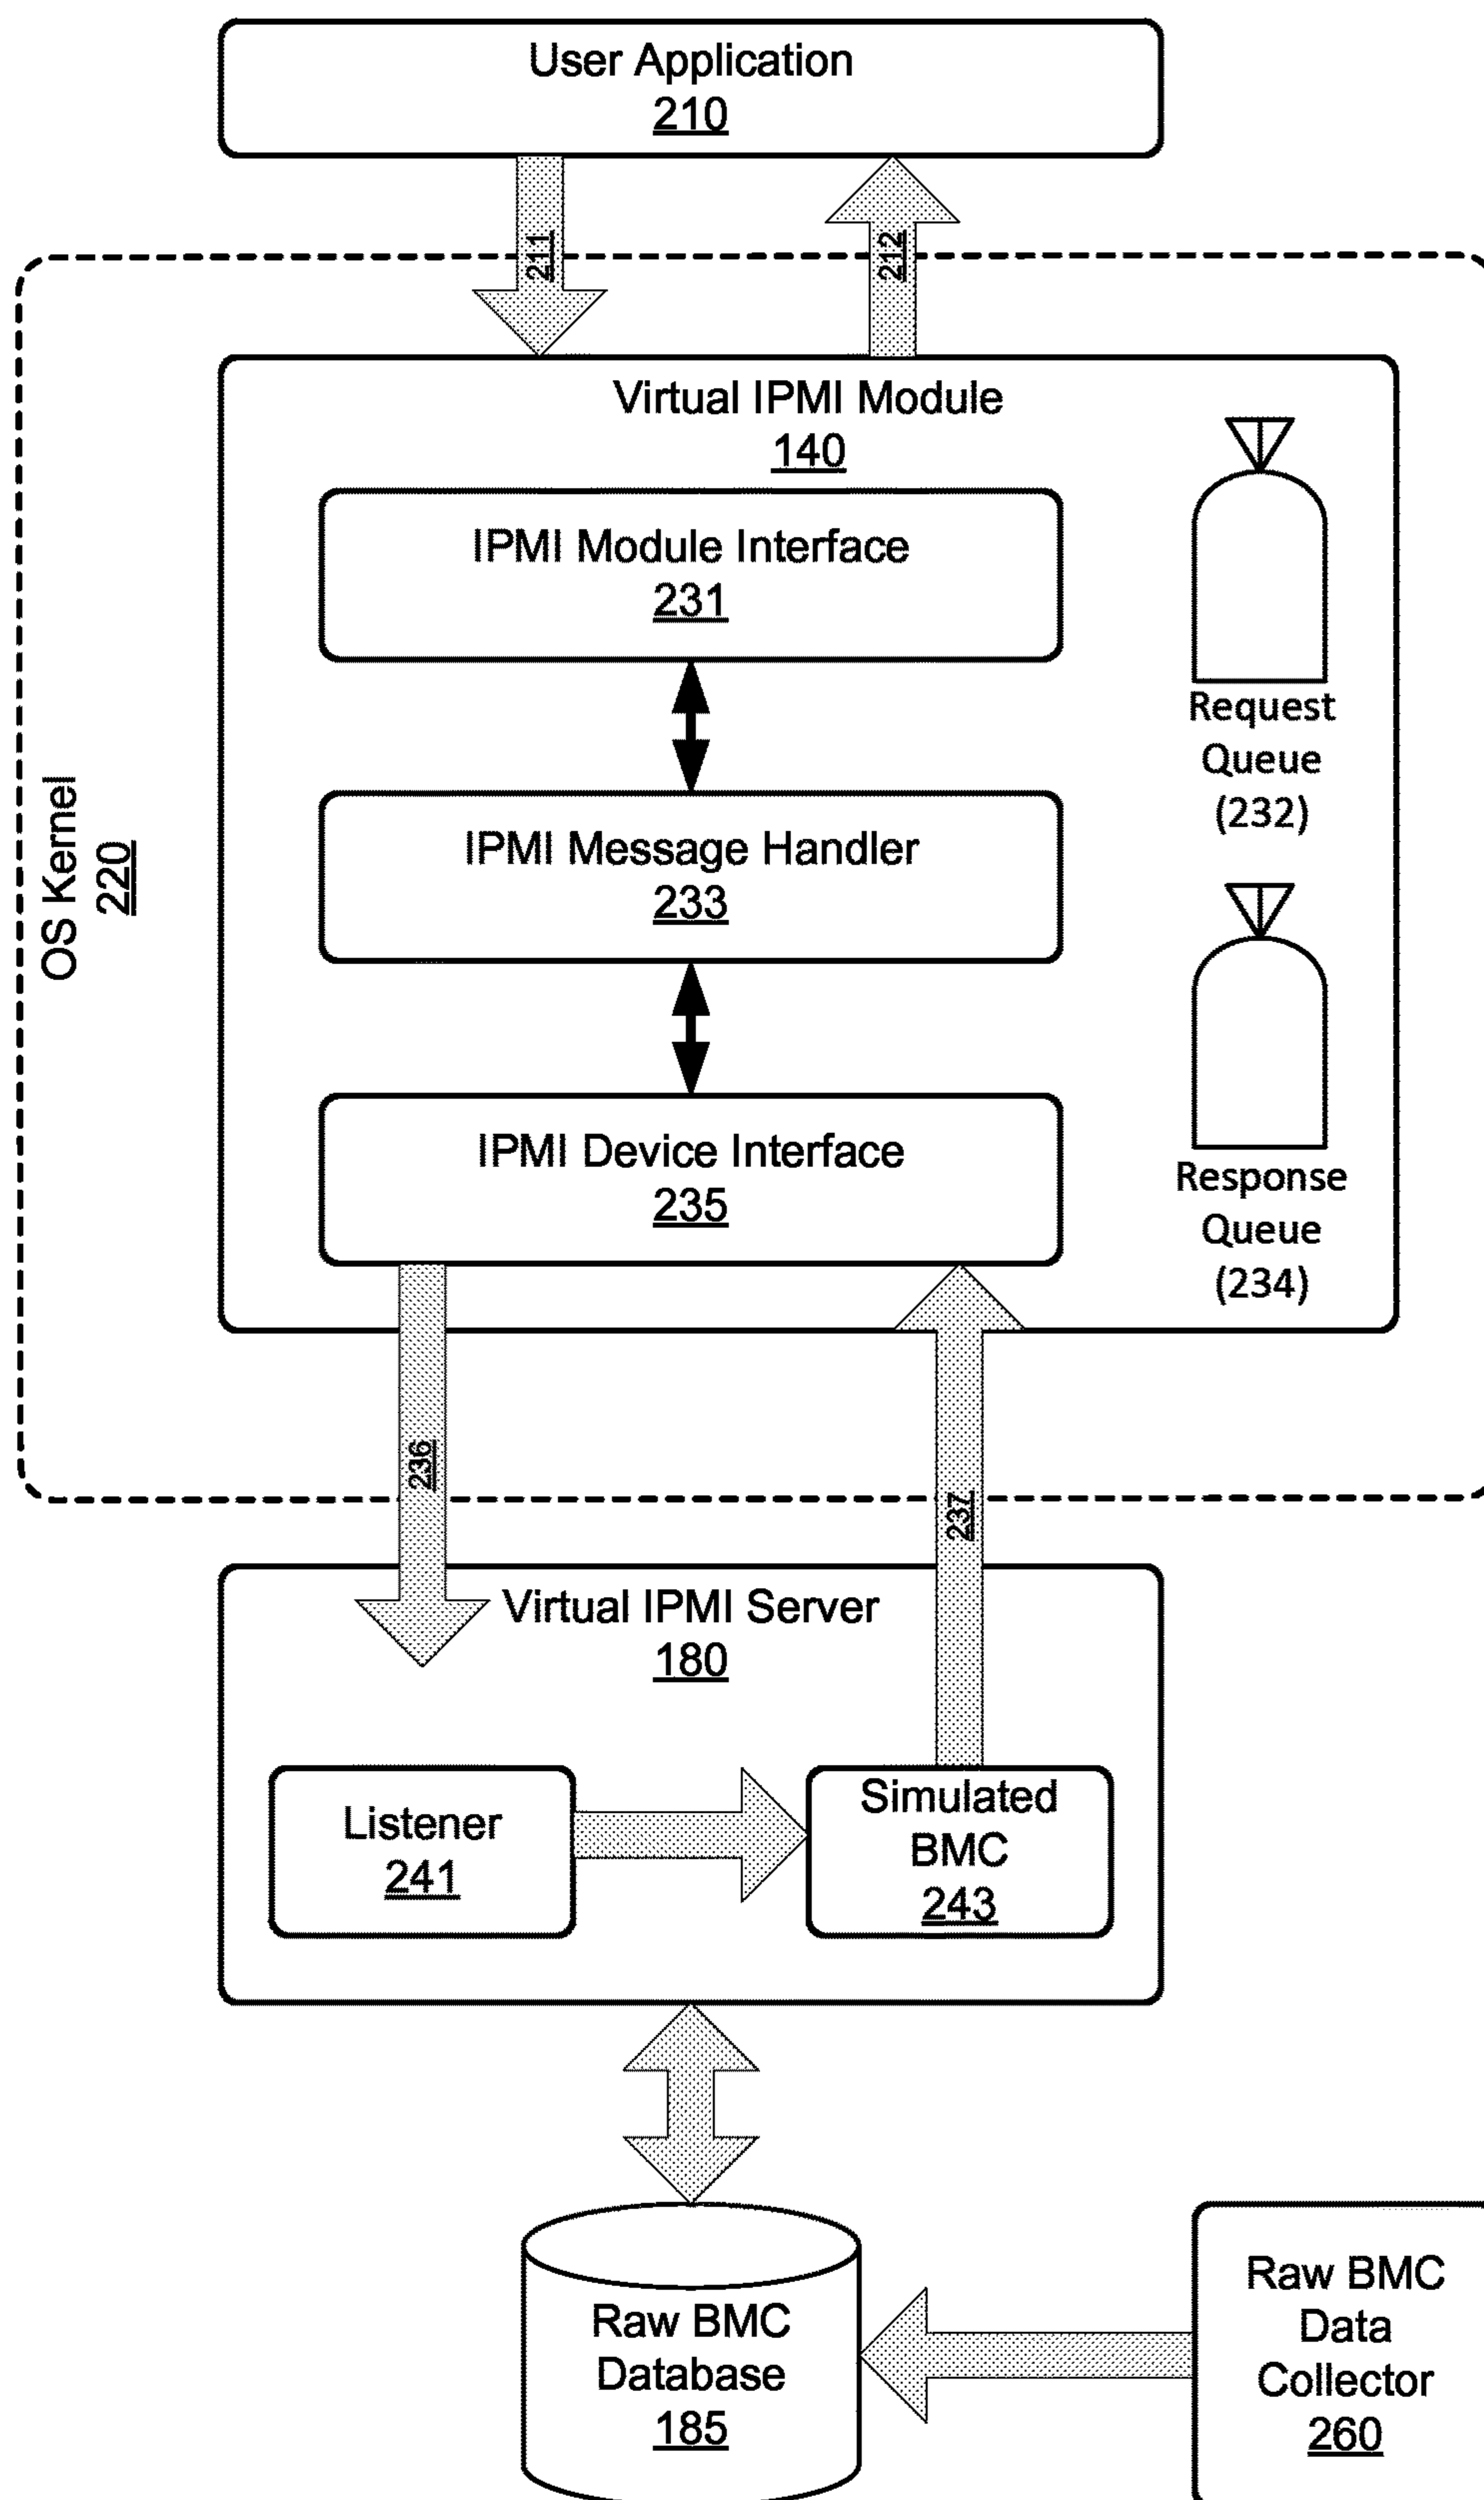 User Application
210
211
212
OS Kernel
220
Virtual IPMI Module
140
IPMI Module Interface
231
Request
Queue
(232)
IPMI Message Handler
233
IPMI Device Interface
235
Response
Queue
(234)
236
237
Virtual IPMI Server
180
Listener
241
Simulated
BMC
243
Raw BMC
Database
185
Raw BMC
Data
Collector
260